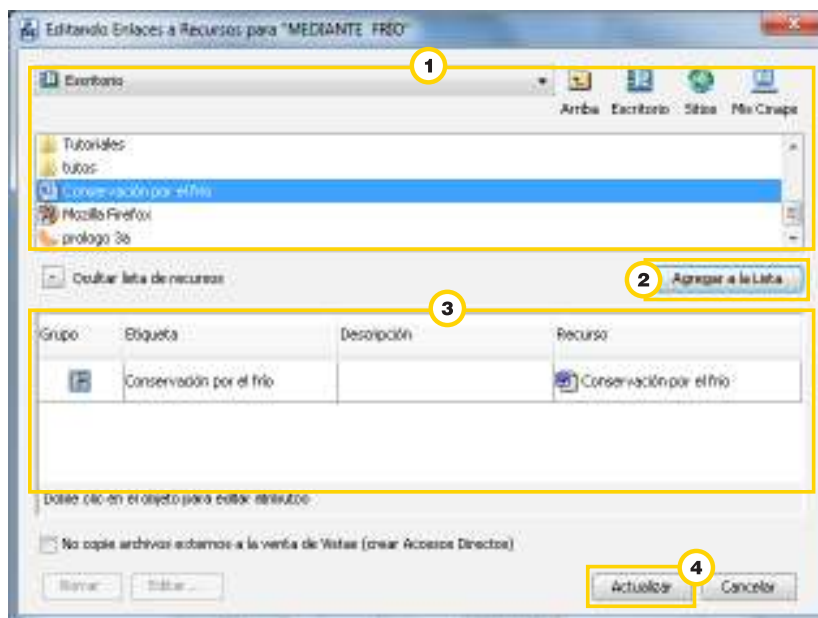 Editando Enlaces a Recursos para "MEDIANTE FRÍO"
1
Escritorio
Arriba Escritorio Sitios Mis Cmaps
Tutoriales
tutos
Conservación por el frío
Mozilla Firefox
prologo 36
Ocultar lista de recursos
2
Agregar a la Lista
3
Grupo Etiqueta Descripción Recurso
Conservación por el frío Conservación por el frío
Doble clic en el objeto para editar atributos
No copie archivos externos a la venta de Vistas (crear Accesos Directos)
4
Borrar Editar ... Actualizar Cancelar